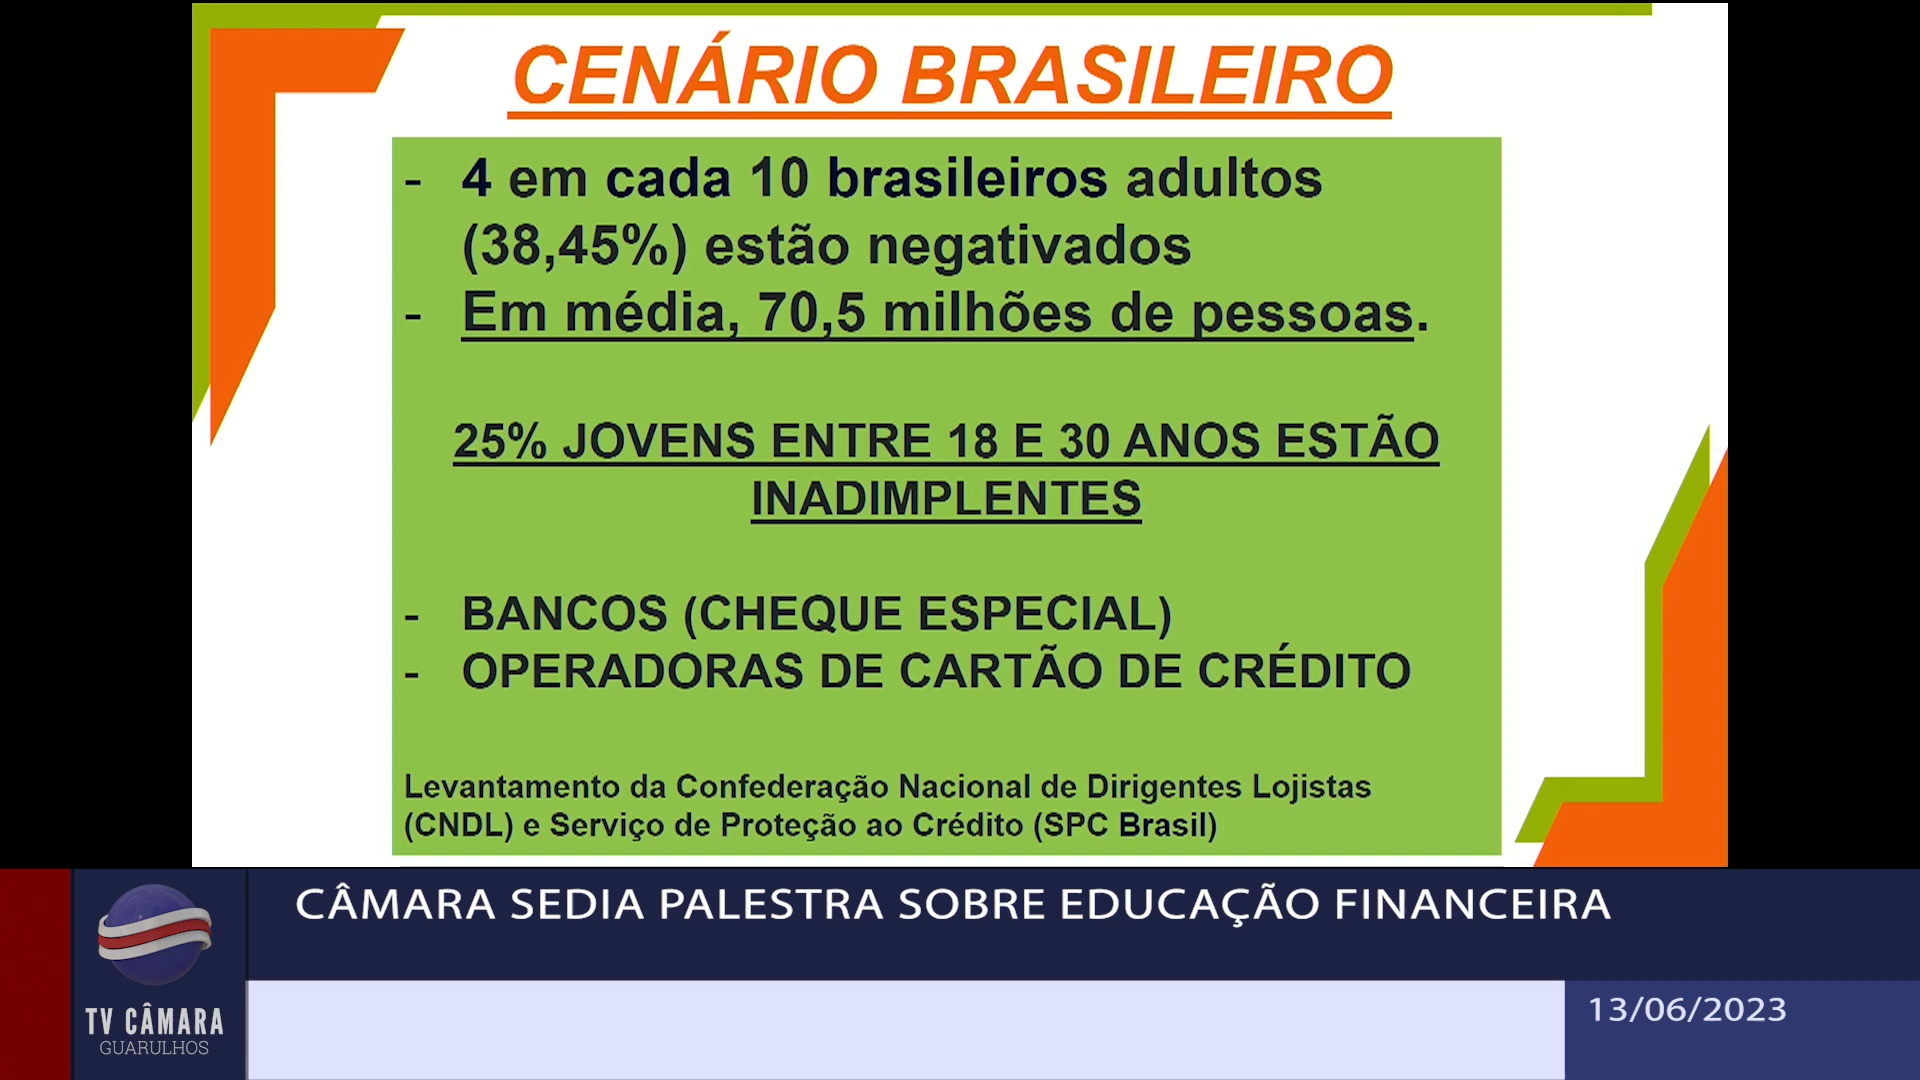 CENÁRIO BRASILEIRO
- 4 em cada 10 brasileiros adultos
(38,45%) estão negativados
- Em média, 70,5 milhões de pessoas.
25% JOVENS ENTRE 18 E 30 ANOS ESTÃO
INADIMPLENTES
- BANCOS (CHEQUE ESPECIAL)
- OPERADORAS DE CARTÃO DE CRÉDITO
Levantamento da Confederação Nacional de Dirigentes Lojistas
(CNDL) e Serviço de Proteção ao Crédito (SPC Brasil)
CÂMARA SEDIA PALESTRA SOBRE EDUCAÇÃO FINANCEIRA
TV CÂMARA
GUARULHOS
13/06/2023